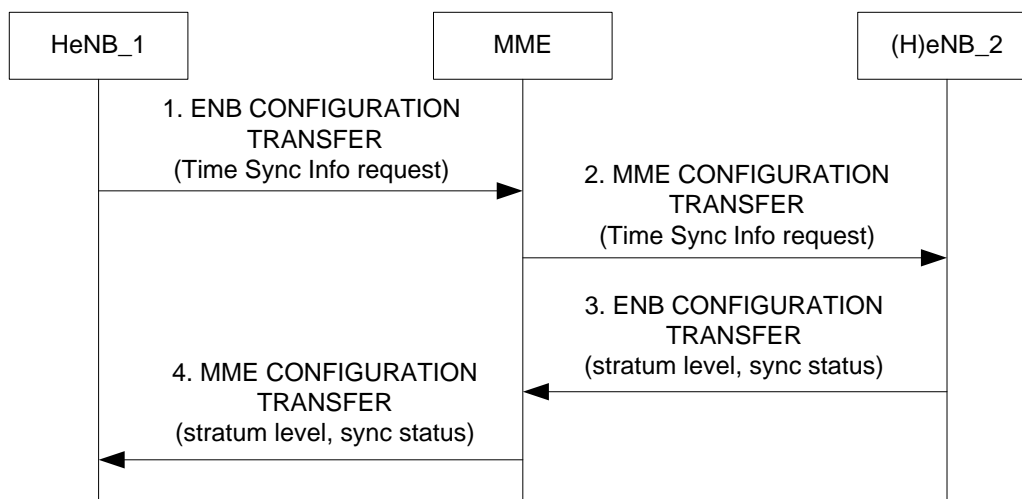 HeNB_1
MME
(H)eNB_2
1. ENB CONFIGURATION
TRANSFER
(Time Sync Info request)
2. MME CONFIGURATION
TRANSFER
(Time Sync Info request)
3. ENB CONFIGURATION
TRANSFER
(stratum level, sync status)
4. MME CONFIGURATION
TRANSFER
(stratum level, sync status)